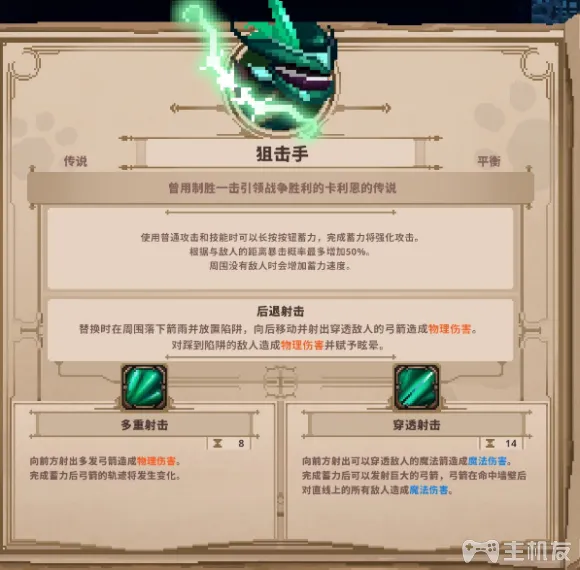 狙击手
传说
平衡
曾用制胜一击引领战争胜利的卡利恩的传说
使用普通攻击和技能时可以长按按钮蓄力，完成蓄力将强化攻击。
根据与敌人的距离暴击概率最多增加50%。
周围没有敌人时会增加蓄力速度。
后退射击
替换时在周围落下箭雨并放置陷阱，向后移动并射出穿透敌人的弓箭造成物理伤害。
对踩到陷阱的敌人造成物理伤害并赋予眩晕。
多重射击
8
向前方射出多发弓箭造成物理伤害。
完成蓄力后弓箭的轨迹将发生变化。
穿透射击
14
向前方射出可以穿透敌人的魔法箭造成魔法伤害。
完成蓄力后可以发射巨大的弓箭，弓箭在命中墙壁后
对直线上的所有敌人造成魔法伤害。
主机友